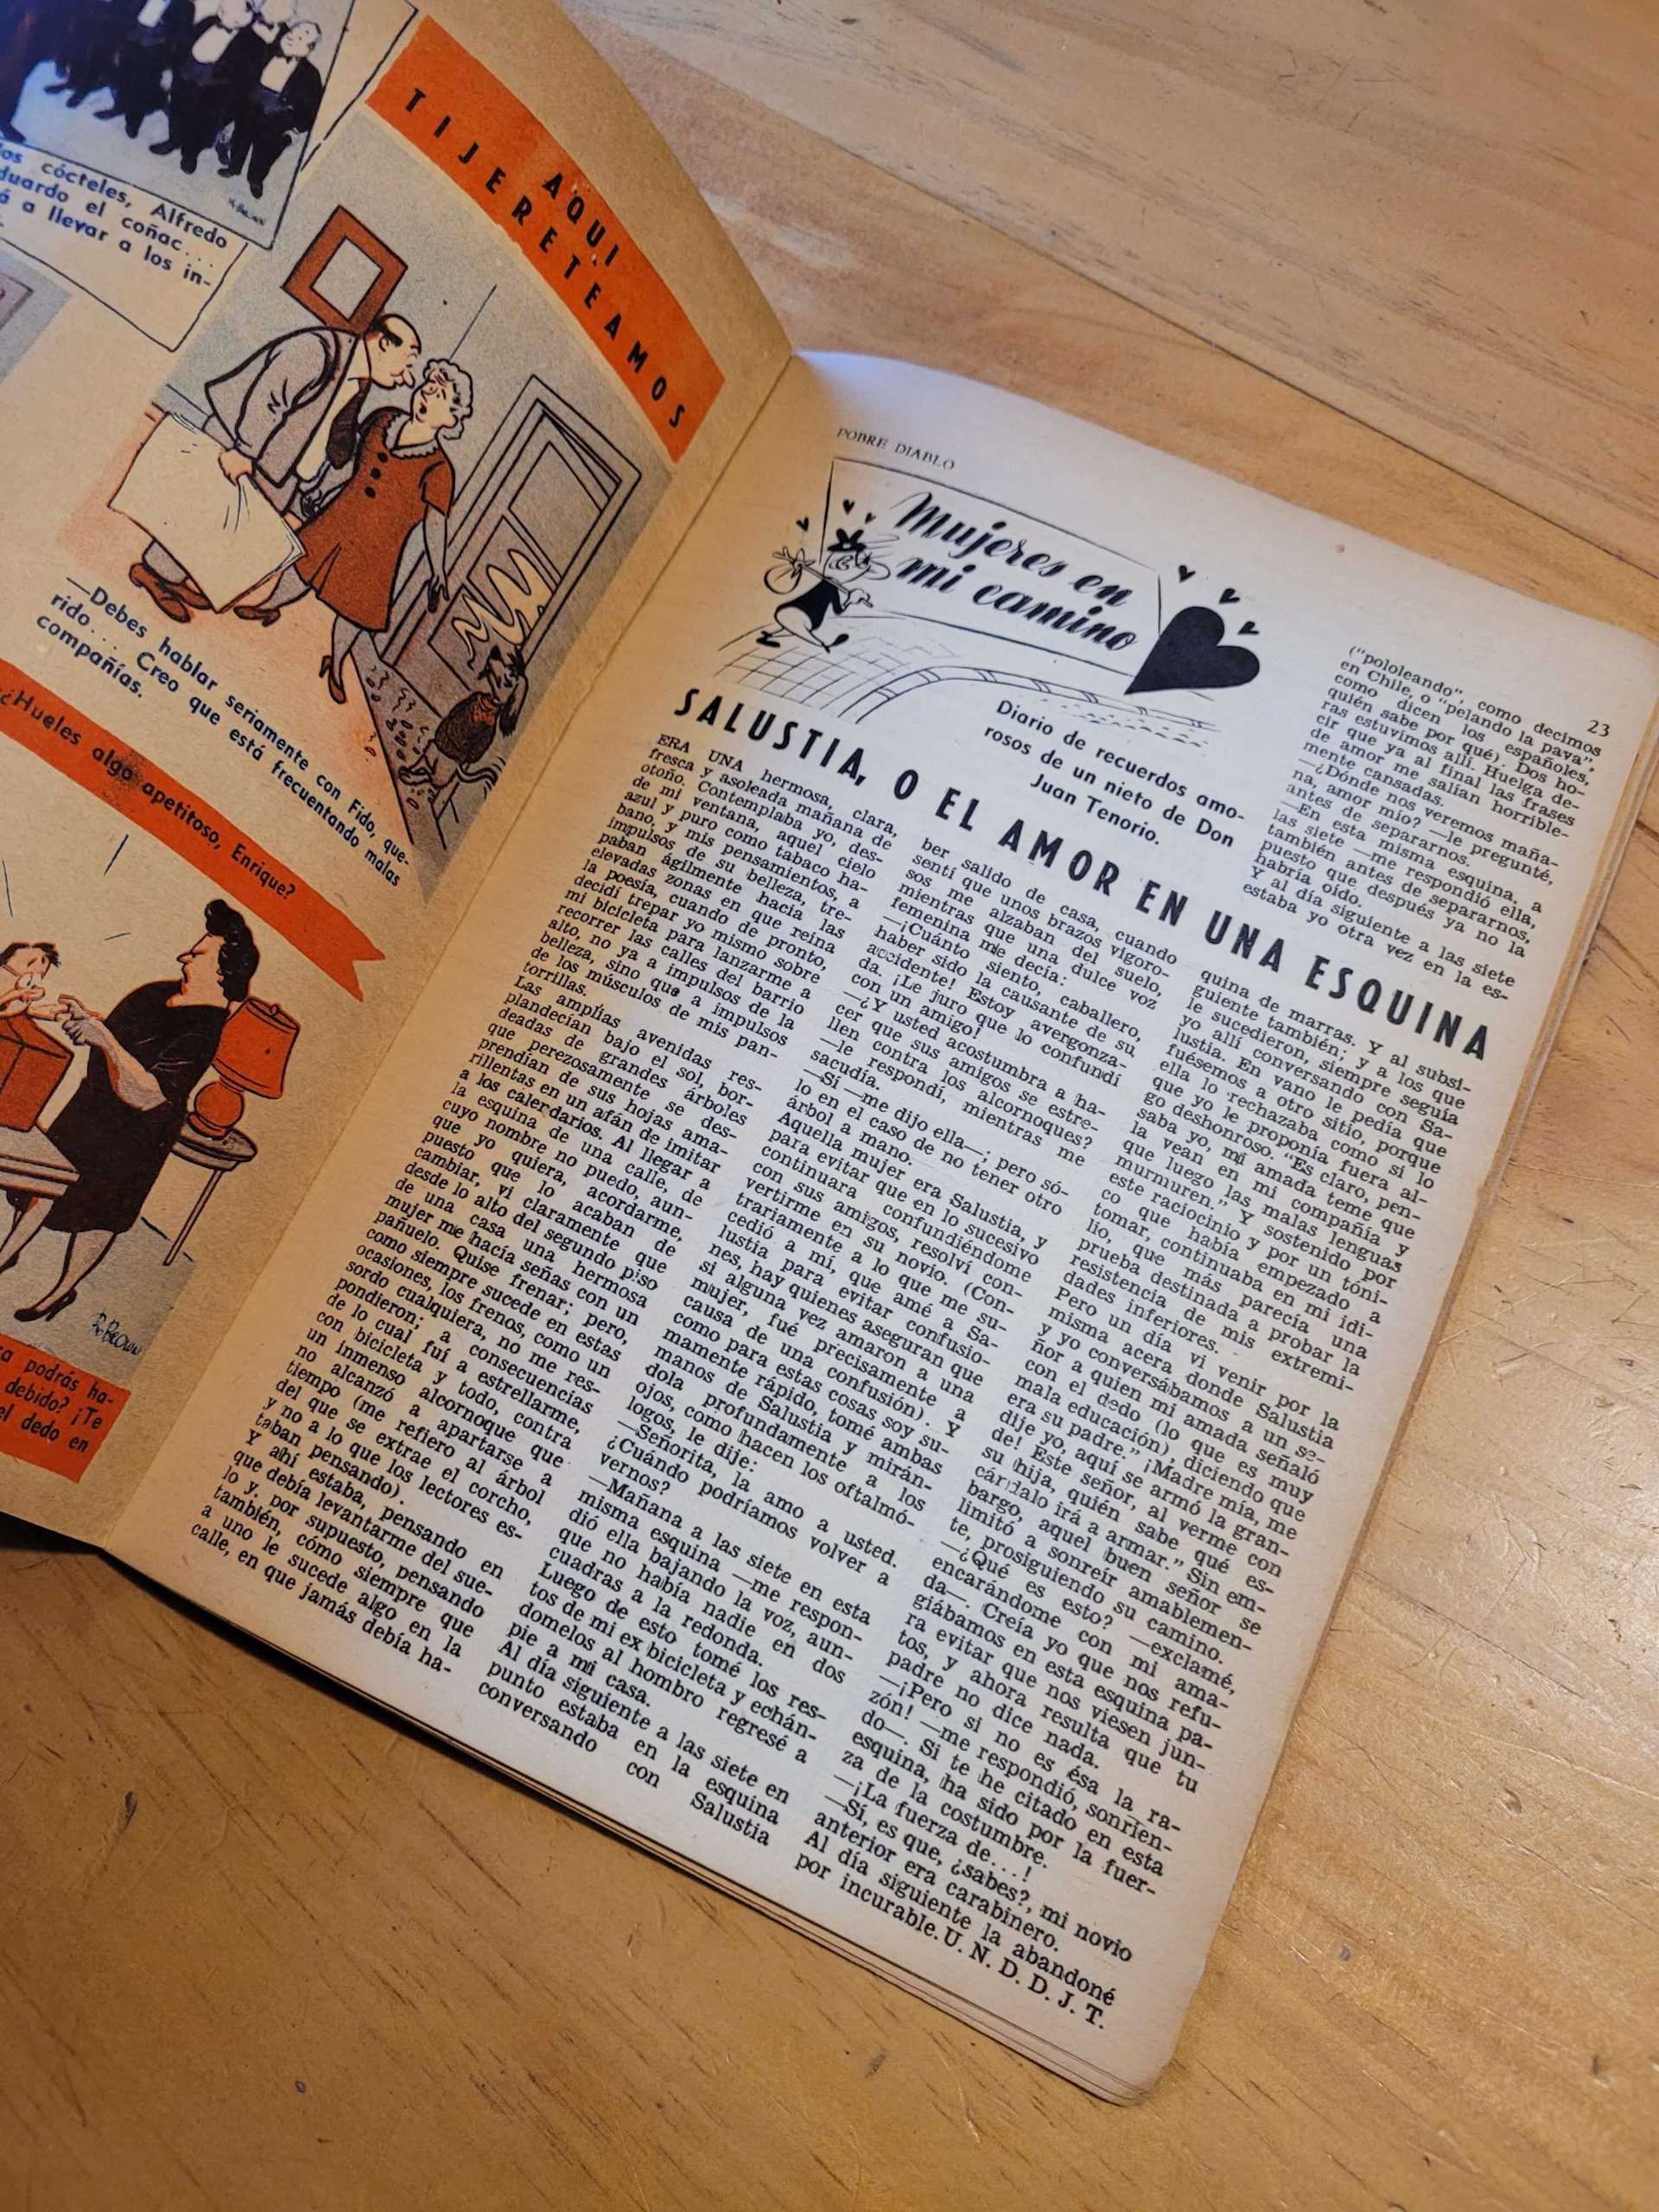 los cócteles, Alfredo
duardo el coñac...
á a llevar a los in-
AQUI
TIJERETEAMOS
—Debes hablar seriamente con Fido, que-
rido... Creo que está frecuentando malas
compañías.
¿Hueles algo apetitoso, Enrique?
R. BROWN
ra podrás ha-
debido? ¡Te
el dedo en
POBRE DIABLO
23
Mujeres en
mi camino
Diario de recuerdos amo-
rosos de un nieto de Don
Juan Tenorio.
SALUSTIA, O EL AMOR EN UNA ESQUINA
ERA UNA hermosa, clara,
fresca y asoleada mañana de
otoño. Contemplaba yo, des-
de mi ventana, aquel cielo
azul y puro como tabaco ha-
bano, y mis pensamientos, a
impulsos de su belleza, tre-
paban ágilmente hacia las
elevadas zonas en que reina
la poesía, cuando de pronto,
decidí trepar yo mismo sobre
mi bicicleta para lanzarme a
recorrer las calles del barrio
alto, no ya a impulsos de la
belleza, sino que a impulsos
de los músculos de mis pan-
torrillas.
Las amplias avenidas res-
plandecían bajo el sol, bor-
deadas de grandes árboles
que perezosamente se des-
prendían de sus hojas ama-
rillentas en un afán de imitar
a los calendarios. Al llegar a
la esquina de una calle, de
cuyo nombre no puedo, aun-
que yo quiera, acordarme,
puesto que lo acaban de
cambiar, vi claramente que
desde lo alto del segundo piso
de una casa una hermosa
mujer me hacía señas con un
pañuelo. Quise frenar; pero,
como siempre sucede en estas
ocasiones, los frenos, como un
sordo cualquiera, no me res-
pondieron; a consecuencias
de lo cual fuí a estrellarme,
con bicicleta y todo, contra
un inmenso alcornoque que
no alcanzó a apartarse a
tiempo (me refiero al árbol
del que se extrae el corcho,
y no a lo que los lectores es-
taban pensando).
Y ahí estaba, pensando en
que debía levantarme del sue-
lo y, por supuesto, pensando
también, cómo siempre que
a uno le sucede algo en la
calle, en que jamás debía ha-
ber salido de casa, cuando
sentí que unos brazos vigoro-
sos me alzaban del suelo,
mientras que una dulce voz
femenina me decía:
—¡Cuánto siento, caballero,
haber sido la causante de su
accidente! Estoy avergonza-
da. ¡Le juro que lo confundí
con un amigo!
—¿Y usted acostumbra a ha-
cer que sus amigos se estre-
llen contra los alcornoques?
—le respondí, mientras me
sacudía.
—Sí —me dijo ella—; pero só-
lo en el caso de no tener otro
árbol a mano.
Aquella mujer era Salustia, y
para evitar que en lo sucesivo
continuara confundiéndome
con sus amigos, resolví con-
vertirme en su novio. (Con-
trariamente a lo que me su-
cedió a mí, que amé a Sa-
lustia para evitar confusio-
nes, hay quienes aseguran que
si alguna vez amaron a una
mujer, fué precisamente a
causa de una confusión). Y
como para estas cosas soy su-
mamente rápido, tomé ambas
manos de Salustia y mirán-
dola profundamente a los
ojos, como hacen los oftalmó-
logos, le dije:
—Señorita, la amo a usted.
¿Cuándo podríamos volver a
vernos?
—Mañana a las siete en esta
misma esquina —me respon-
dió ella bajando la voz, aun-
que no había nadie en dos
cuadras a la redonda.
Luego de esto tomé los res-
tos de mi ex bicicleta y echán-
domelos al hombro regresé a
pie a mi casa.
Al día siguiente a las siete en
punto estaba en la esquina
conversando con Salustia
("pololeando", como decimos
en Chile, o "pelando la pava",
como dicen los españoles,
quién sabe por qué). Dos ho-
ras estuvimos allí. Huelga de-
cir que ya al final las frases
de amor me salían horrible-
mente cansadas.
—¿Dónde nos veremos maña-
na, amor mío? —le pregunté,
antes de separarnos.
—En esta misma esquina, a
las siete —me respondió ella,
también antes de separarnos,
puesto que después ya no la
habría oído.
Y al día siguiente a las siete
estaba yo otra vez en la es-
quina de marras. Y al subsi-
guiente también; y a los que
le sucedieron, siempre seguía
yo allí conversando con Sa-
lustia. En vano le pedía que
fuésemos a otro sitio, porque
ella lo rechazaba como si lo
que yo le proponía fuera al-
go deshonroso. "Es claro, pen-
saba yo, mi amada teme que
la vean en mi compañía y
que luego las malas lenguas
murmuren." Y sostenido por
este raciocinio y por un tóni-
co que había empezado a
tomar, continuaba en mi idi-
lio, que más parecía una
prueba destinada a probar la
resistencia de mis extremi-
dades inferiores.
Pero un día vi venir por la
misma acera donde Salustia
y yo conversábamos a un se-
ñor a quien mi amada señaló
con el dedo (lo que es muy
mala educación), diciendo que
era su padre." ¡Madre mía, me
dije yo, aquí se armó la gran-
de! Este señor, al verme con
su hija, quién sabe qué es-
cándalo irá a armar." Sin em-
bargo, aquel buen señor se
limitó a sonreír amablemen-
te, prosiguiendo su camino.
—¿Qué es esto? —exclamé,
encarándome con mi ama-
da—. Creía yo que nos refu-
giábamos en esta esquina pa-
ra evitar que nos viesen jun-
tos, y ahora resulta que tu
padre no dice nada.
—¡Pero si no es ésa la ra-
zón! —me respondió, sonrien-
do—. Si te he citado en esta
esquina, ha sido por la fuer-
za de la costumbre.
—¡La fuerza de...!
—Sí, es que, ¿sabes?, mi novio
anterior era carabinero.
Al día siguiente la abandoné
por incurable. U. N. D. D. J. T.